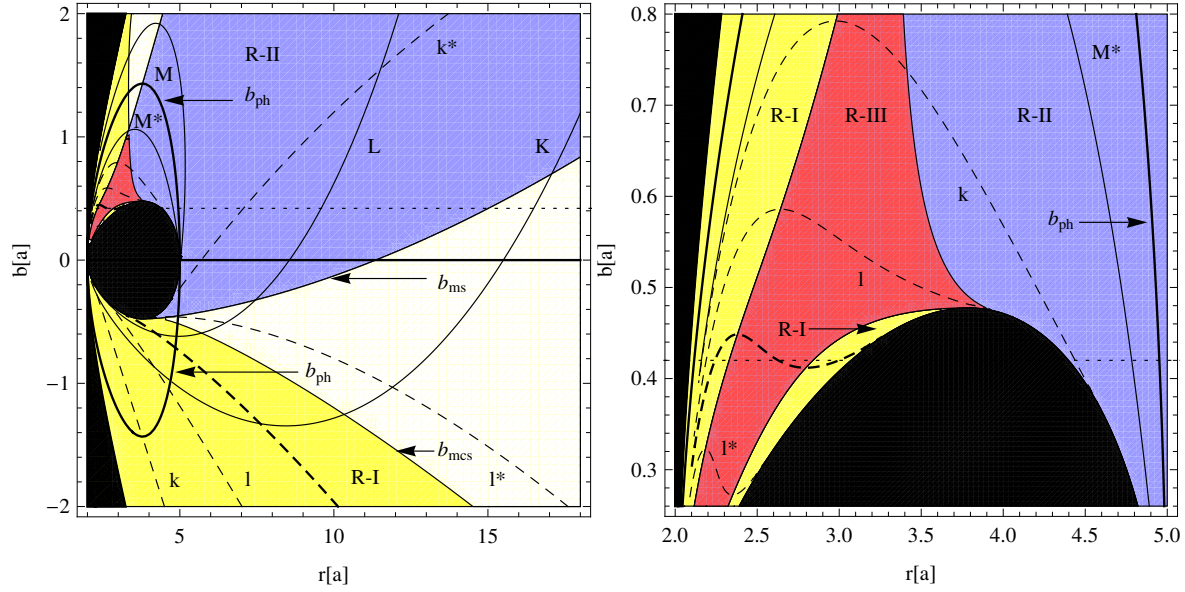 2
1
0
−1
−2
b[a]
5
10
15
r[a]
R-II
k*
M
b_ph
M*
L
K
b_ms
b_ph
b_mcs
k
l
R-I
l*
0.8
0.7
0.6
0.5
0.4
0.3
b[a]
2.0
2.5
3.0
3.5
4.0
4.5
5.0
r[a]
M*
R-I
R-III
R-II
k
b_ph
l
R-I
l*